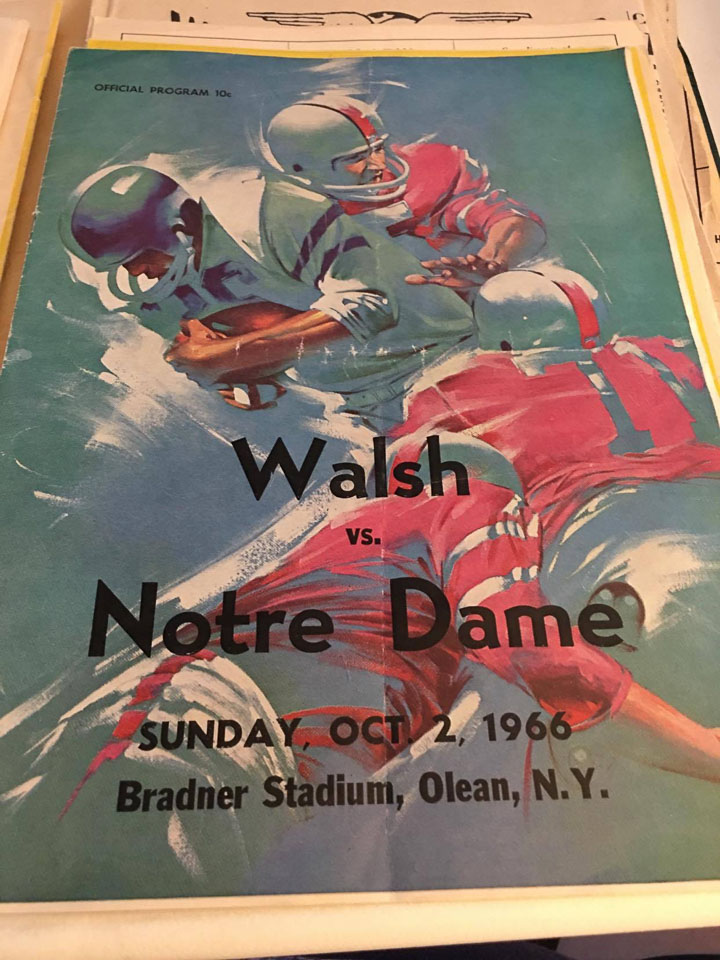 OFFICIAL PROGRAM 10c
Walsh
vs.
Notre Dame
SUNDAY, OCT. 2, 1966
Bradner Stadium, Olean, N.Y.